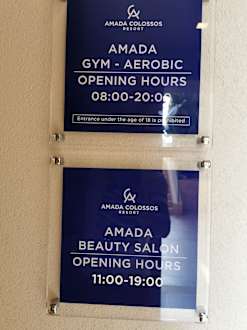 AMADA COLOSSOS
RESORT
AMADA
GYM - AEROBIC
OPENING HOURS
08:00-20:00
Entrance under the age of 18 is prohibited
AMADA COLOSSOS
RESORT
AMADA
BEAUTY SALON
OPENING HOURS
11:00-19:00